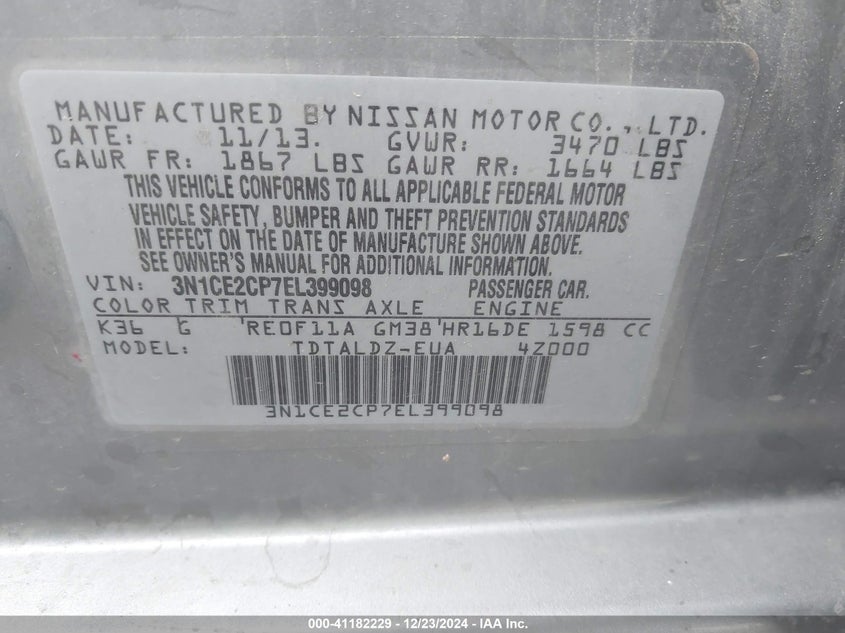 MANUFACTURED BY NISSAN MOTOR CO., LTD.
DATE: 11/13. GVWR: 3470 LBS
GAWR FR: 1867 LBS GAWR RR: 1664 LBS
THIS VEHICLE CONFORMS TO ALL APPLICABLE FEDERAL MOTOR
VEHICLE SAFETY, BUMPER AND THEFT PREVENTION STANDARDS
IN EFFECT ON THE DATE OF MANUFACTURE SHOWN ABOVE.
SEE OWNER'S MANUAL FOR ADDITIONAL INFORMATION.
VIN: 3N1CE2CP7EL399098 PASSENGER CAR.
COLOR TRIM TRANS AXLE ENGINE
K36 G RE0F11A GM38 HR16DE 1598 CC
MODEL: TDTALDZ-EUA 4Z000
3N1CE2CP7EL399098
000-41182229 - 12/23/2024 - IAA Inc.